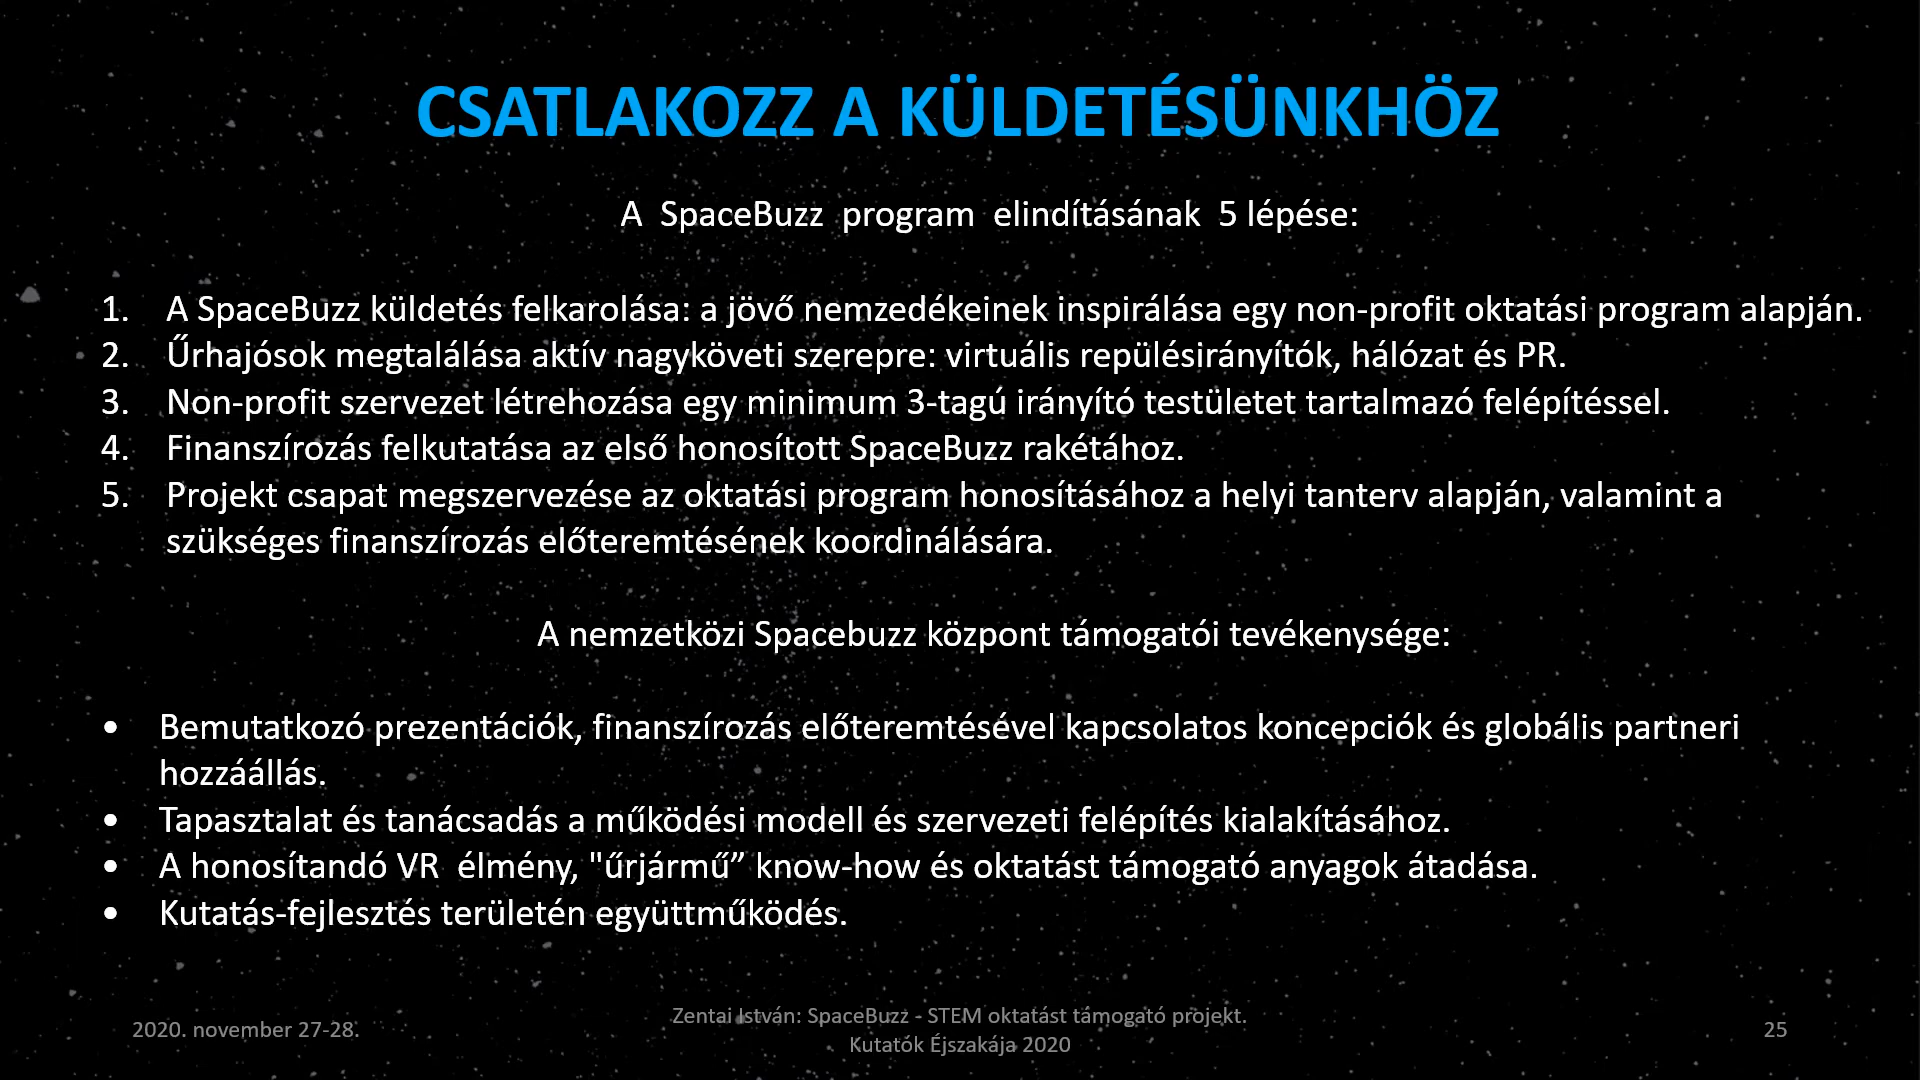 CSATLAKOZZ A KÜLDETÉSÜNKHÖZ
A SpaceBuzz program elindításának 5 lépése:
1. A SpaceBuzz küldetés felkarolása: a jövő nemzedékeinek inspirálása egy non-profit oktatási program alapján.
2. Űrhajósok megtalálása aktív nagyköveti szerepre: virtuális repülésirányítók, hálózat és PR.
3. Non-profit szervezet létrehozása egy minimum 3-tagú irányító testületet tartalmazó felépítéssel.
4. Finanszírozás felkutatása az első honosított SpaceBuzz rakétához.
5. Projekt csapat megszervezése az oktatási program honosításához a helyi tanterv alapján, valamint a
szükséges finanszírozás előteremtésének koordinálására.
A nemzetközi Spacebuzz központ támogatói tevékenysége:
• Bemutatkozó prezentációk, finanszírozás előteremtésével kapcsolatos koncepciók és globális partneri
hozzáállás.
• Tapasztalat és tanácsadás a működési modell és szervezeti felépítés kialakításához.
• A honosítandó VR élmény, "űrjármű” know-how és oktatást támogató anyagok átadása.
• Kutatás-fejlesztés területén együttműködés.
2020. november 27-28.
Zentai István: SpaceBuzz - STEM oktatást támogató projekt.
Kutatók Éjszakája 2020
25